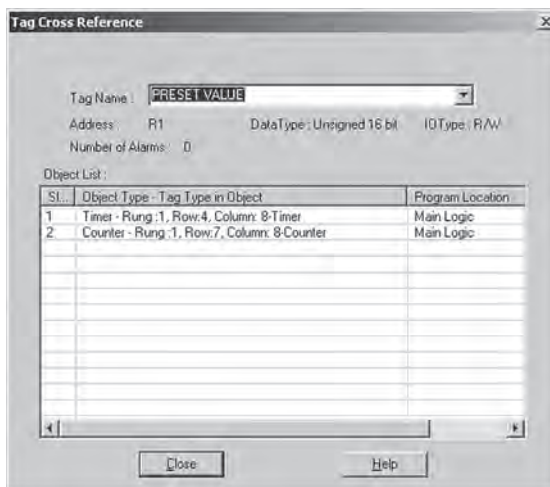 Tag Cross Reference
Tag Name : PRESET VALUE
Address R1 DataType : Unsigned 16 bit IOType : R/W
Number of Alarms 0
Object List :
Sl... Object Type - Tag Type in Object Program Location
1 Timer - Rung :1, Row:4, Column: 8-Timer Main Logic
2 Counter - Rung :1, Row:7, Column: 8-Counter Main Logic
Close Help